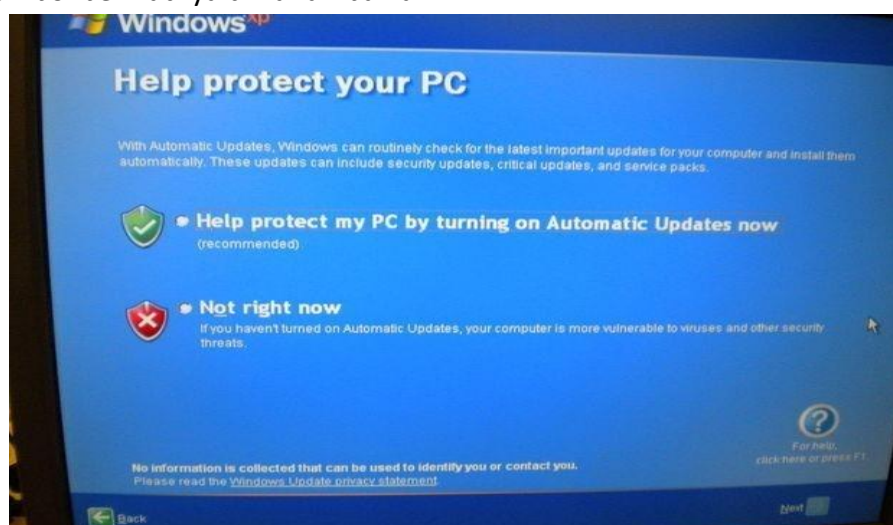 Windows xp
Help protect your PC
With Automatic Updates, Windows can routinely check for the latest important updates for your computer and install them
automatically. These updates can include security updates, critical updates, and service packs.
Help protect my PC by turning on Automatic Updates now
(recommended)
Not right now
If you haven't turned on Automatic Updates, your computer is more vulnerable to viruses and other security
threats.
For help,
click here or press F1.
No information is collected that can be used to identify you or contact you.
Please read the Windows Update privacy statement.
Back
Next